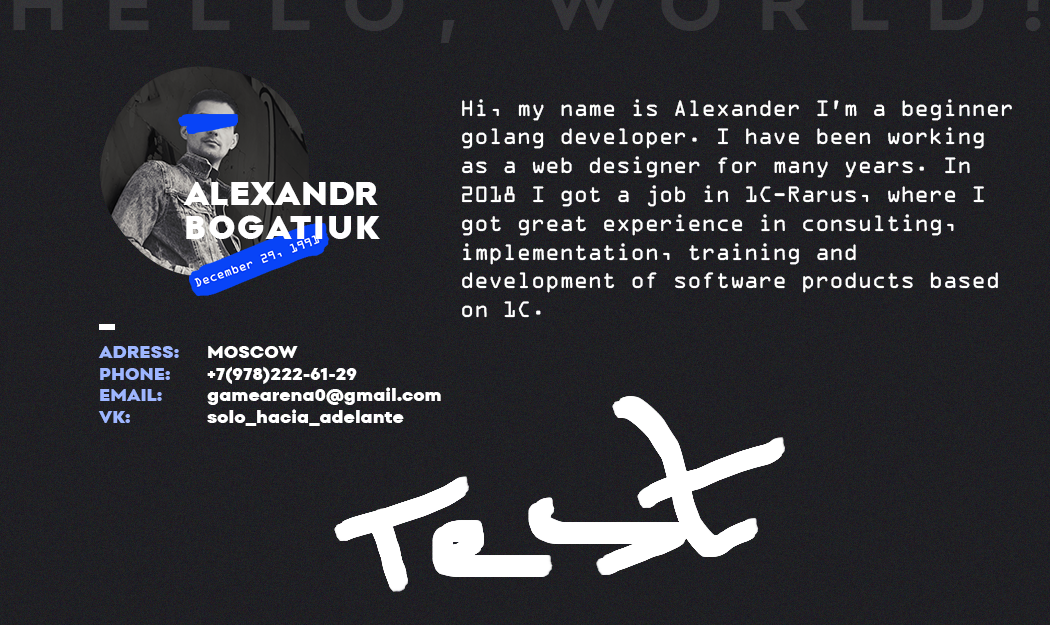 HELLO, WORLD!
ALEXANDR
BOGATIUK
December 29, 1991
Hi, my name is Alexander I'm a beginner
golang developer. I have been working
as a web designer for many years. In
2018 I got a job in 1C-Rarus, where I
got great experience in consulting,
implementation, training and
development of software products based
on 1C.
ADRESS: MOSCOW
PHONE: +7(978)222-61-29
EMAIL: gamearena0@gmail.com
VK: solo_hacia_adelante
Test